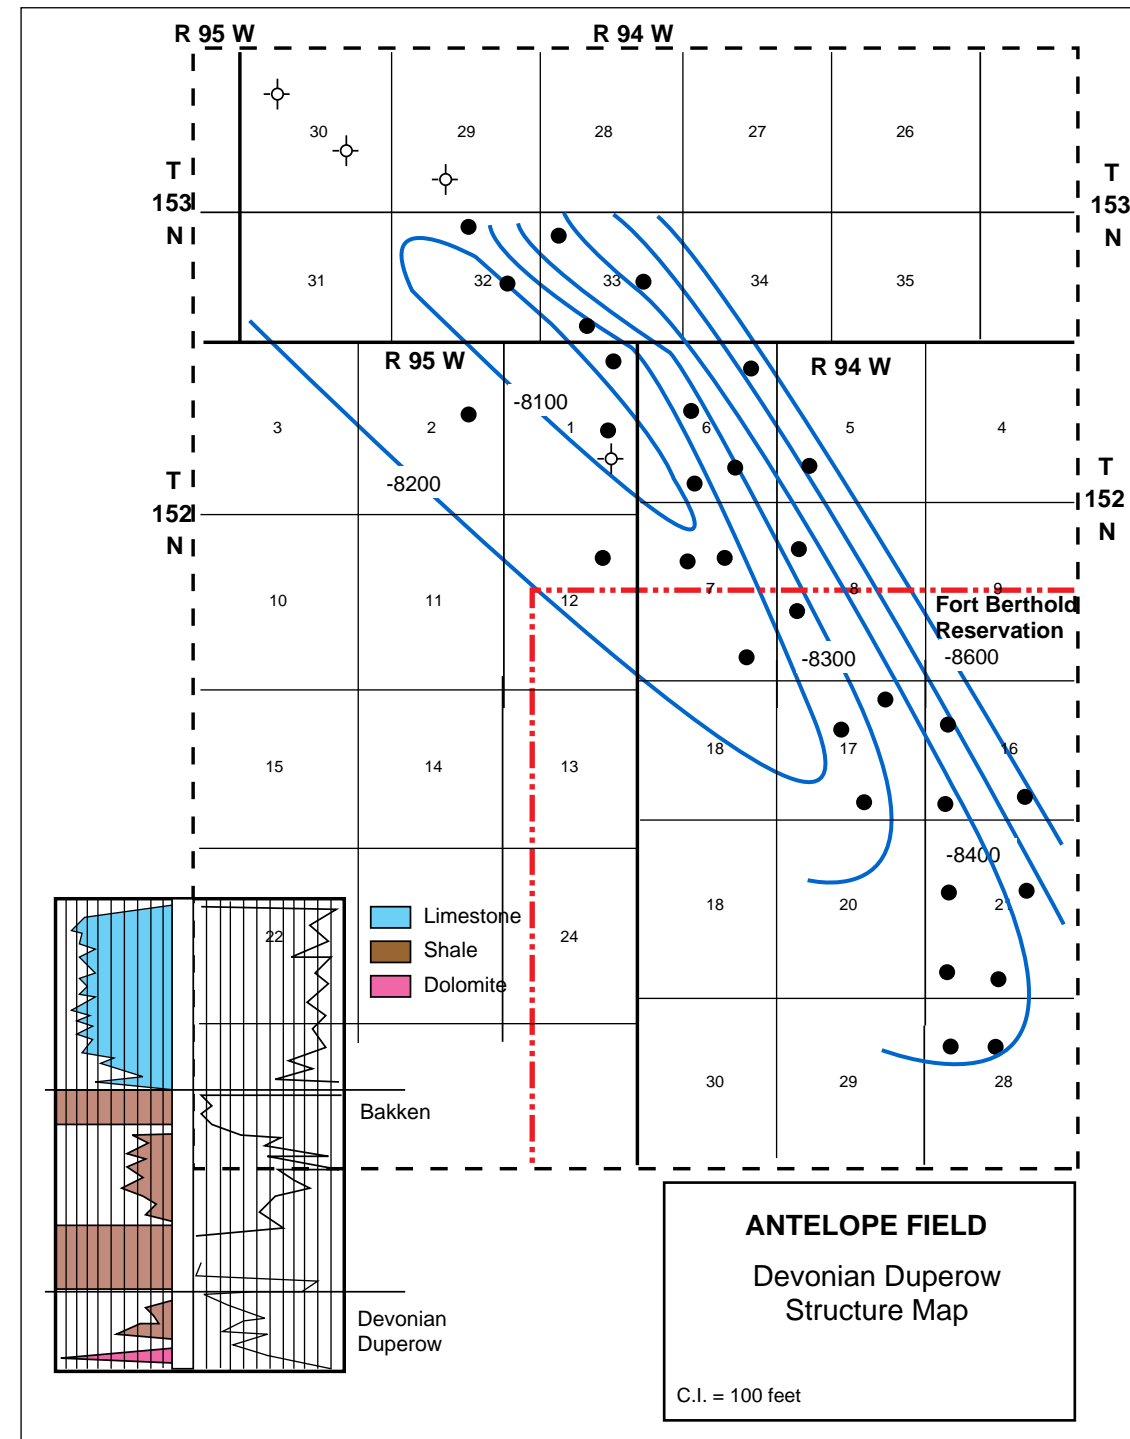 R 95 W
R 94 W
30
29
28
27
26
T
153
N
T
153
N
31
32
33
34
35
R 95 W
R 94 W
-8100
3
2
1
6
5
4
-8200
T
152
N
T
152
N
10
11
12
7
8
9
Fort Berthold
Reservation
-8300
-8600
15
14
13
18
17
16
-8400
22
24
18
20
21
Limestone
Shale
Dolomite
30
29
28
Bakken
Devonian
Duperow
ANTELOPE FIELD
Devonian Duperow
Structure Map
C.I. = 100 feet